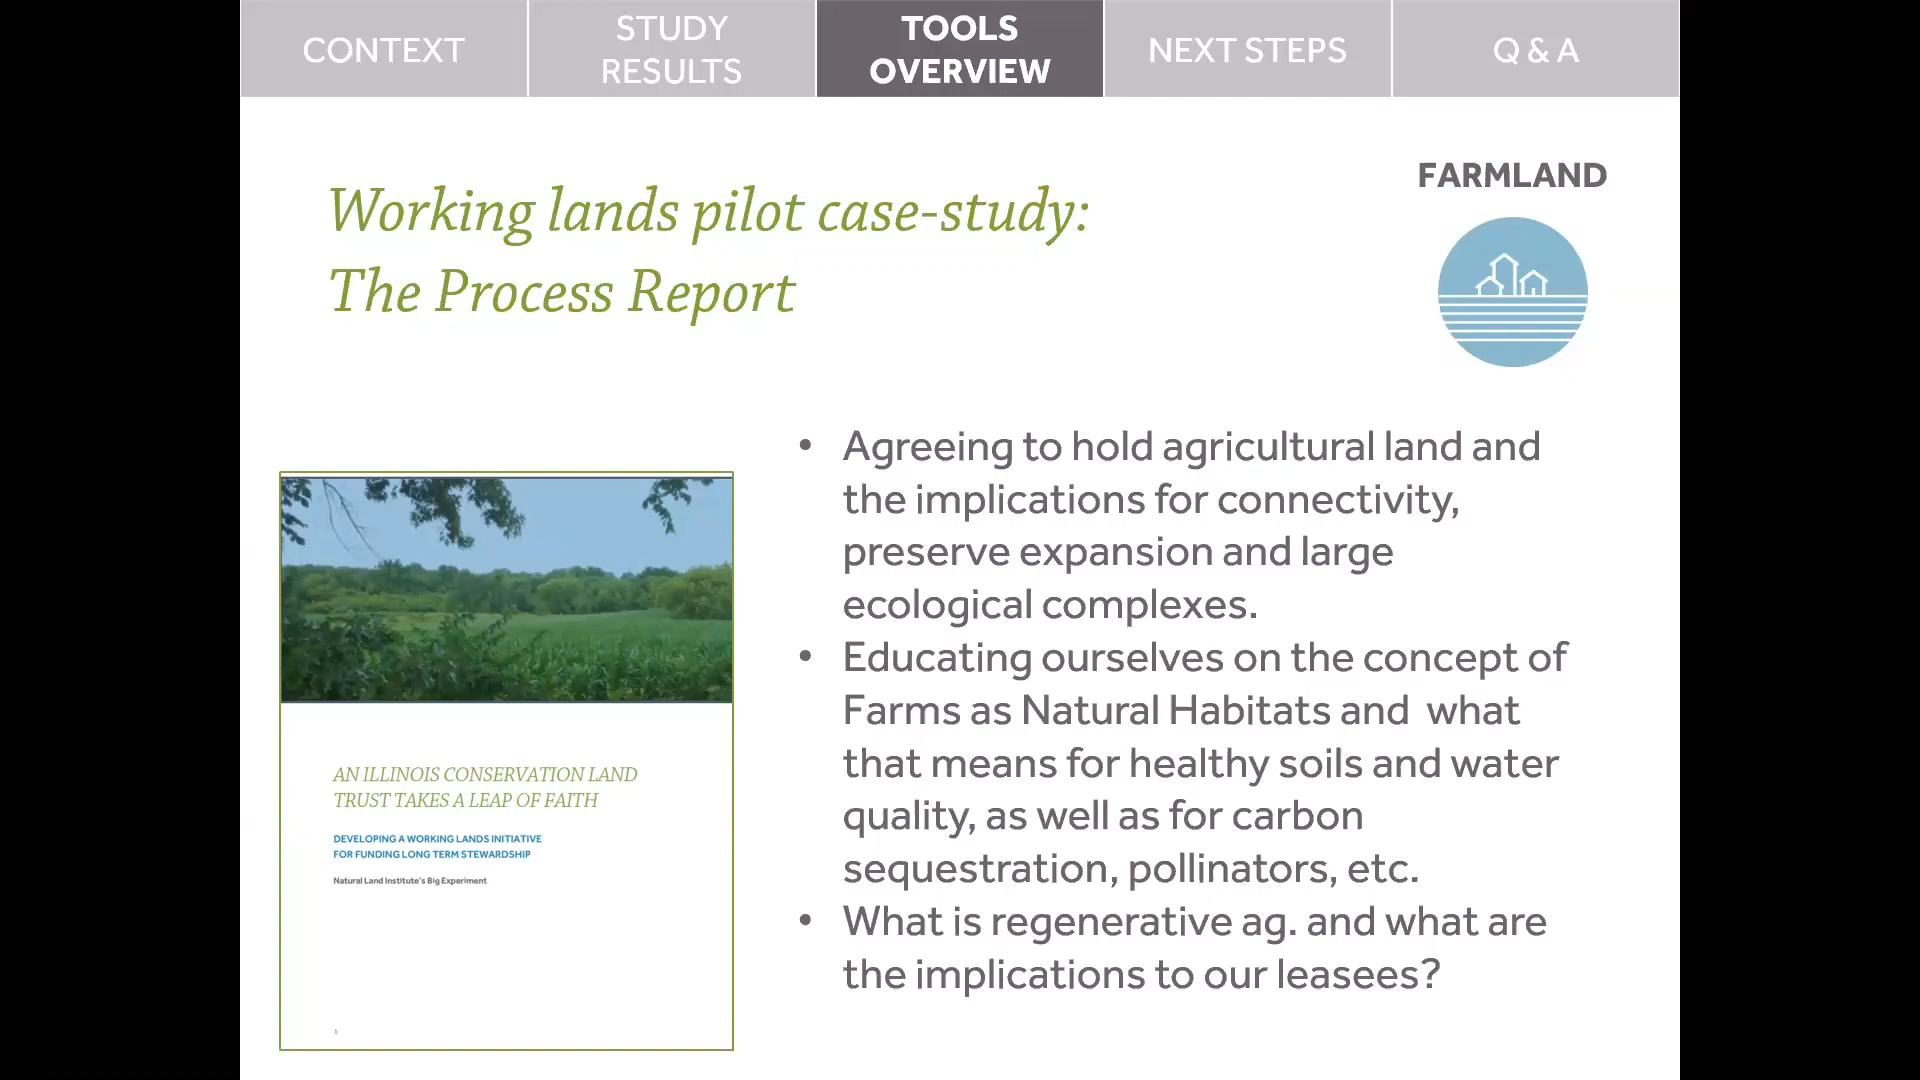 CONTEXT
STUDY
RESULTS
TOOLS
OVERVIEW
NEXT STEPS
Q & A
Working lands pilot case-study:
The Process Report
FARMLAND
AN ILLINOIS CONSERVATION LAND
TRUST TAKES A LEAP OF FAITH
DEVELOPING A WORKING LANDS INITIATIVE
FOR FUNDING LONG TERM STEWARDSHIP
Natural Land Institute's Big Experiment
• Agreeing to hold agricultural land and
the implications for connectivity,
preserve expansion and large
ecological complexes.
• Educating ourselves on the concept of
Farms as Natural Habitats and what
that means for healthy soils and water
quality, as well as for carbon
sequestration, pollinators, etc.
• What is regenerative ag. and what are
the implications to our leasees?